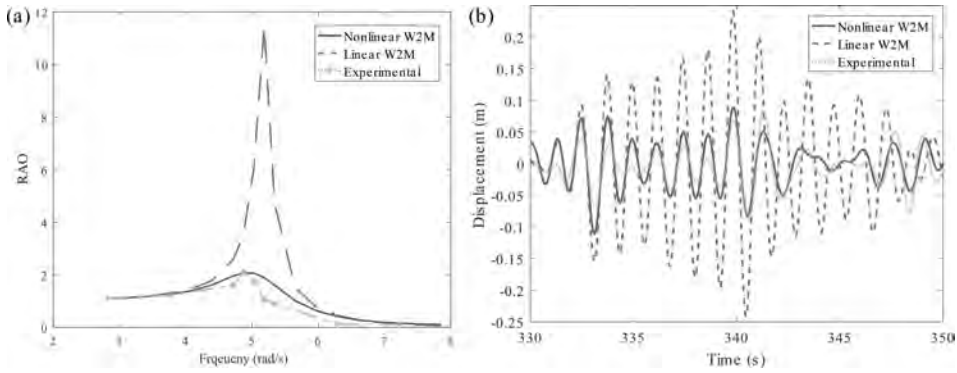 (a)
Nonlinear W2M
Linear W2M
Experimental
12
10
8
6
4
2
0
RAO
2
3
4
5
6
7
8
Frqeucny (rad/s)
(b)
Nonlinear W2M
Linear W2M
Experimental
0.2
0.15
0.1
0.05
0
-0.05
-0.1
-0.15
-0.2
-0.25
Displacement (m)
330
335
340
345
350
Time (s)